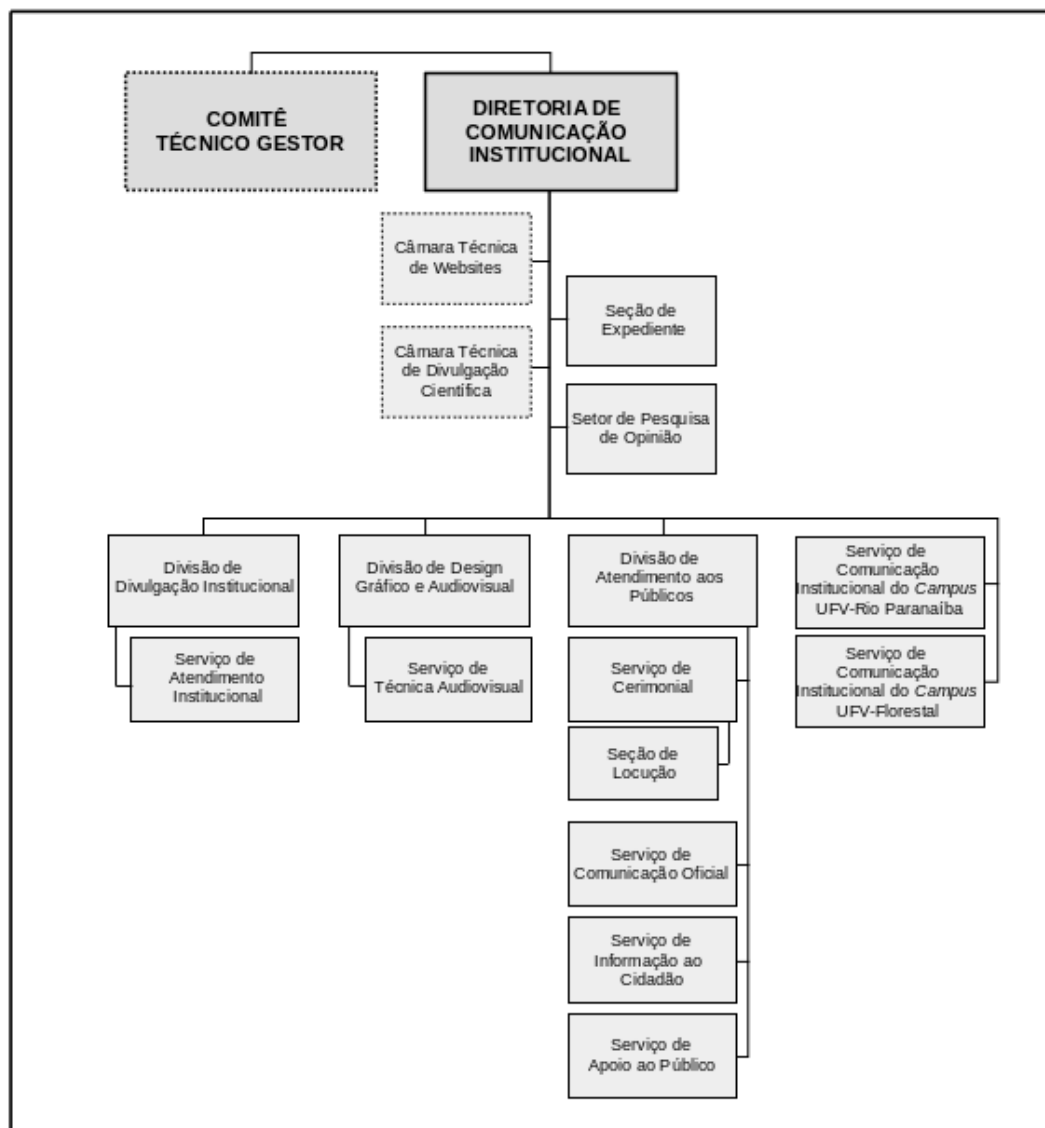 COMITÊ
TÉCNICO GESTOR
DIRETORIA DE
COMUNICAÇÃO
INSTITUCIONAL
Câmara Técnica
de Websites
Seção de
Expediente
Câmara Técnica
de Divulgação
Científica
Setor de Pesquisa
de Opinião
Divisão de
Divulgação Institucional
Serviço de
Atendimento
Institucional
Divisão de Design
Gráfico e Audiovisual
Serviço de
Técnica Audiovisual
Divisão de
Atendimento aos
Públicos
Serviço de
Cerimonial
Seção de
Locução
Serviço de
Comunicação Oficial
Serviço de
Informação ao
Cidadão
Serviço de
Apoio ao Público
Serviço de
Comunicação
Institucional do Campus
UFV-Rio Paranaíba
Serviço de
Comunicação
Institucional do Campus
UFV-Florestal